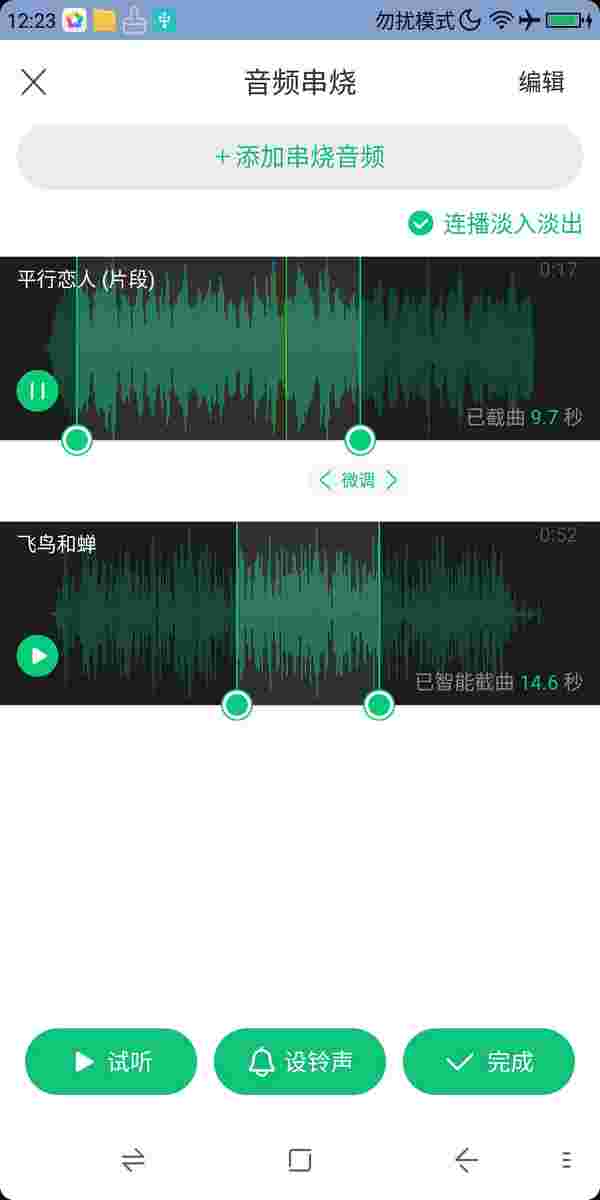 12:23 勿扰模式
音频串烧 编辑
+添加串烧音频
连播淡入淡出
平行恋人 (片段) 0:17
已截曲 9.7 秒
微调
飞鸟和蝉 0:52
已智能截曲 14.6 秒
试听 设铃声 完成